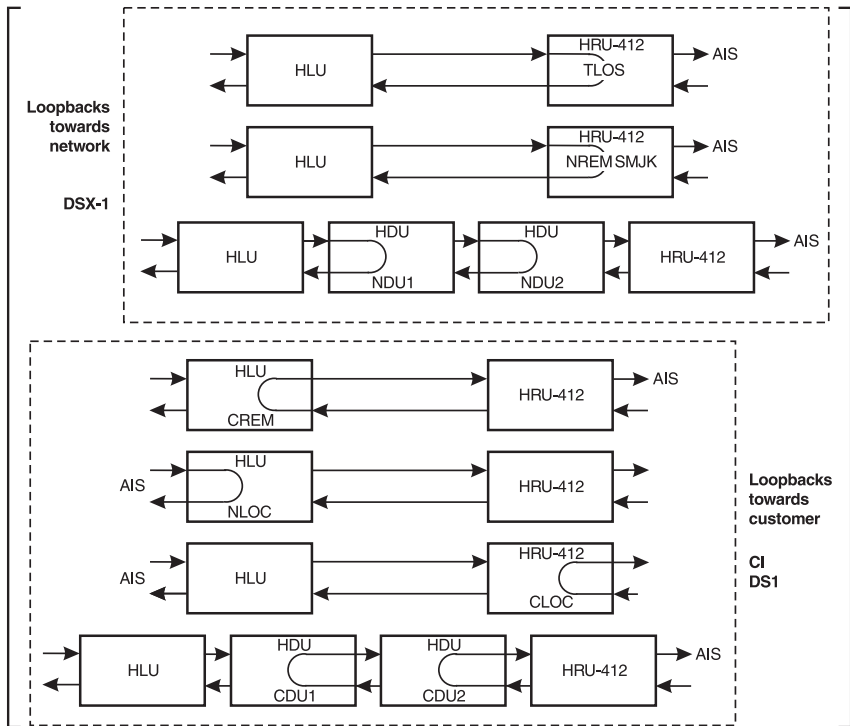 HRU-412
HLU
TLOS
AIS
Loopbacks
towards
network
DSX-1
HRU-412
HLU
NREM SMJK
AIS
HLU
HDU
NDU1
HDU
NDU2
HRU-412
AIS
HLU
CREM
HRU-412
AIS
AIS
HLU
NLOC
HRU-412
Loopbacks
towards
customer
CI
DS1
AIS
HLU
HRU-412
CLOC
HLU
HDU
CDU1
HDU
CDU2
HRU-412
AIS